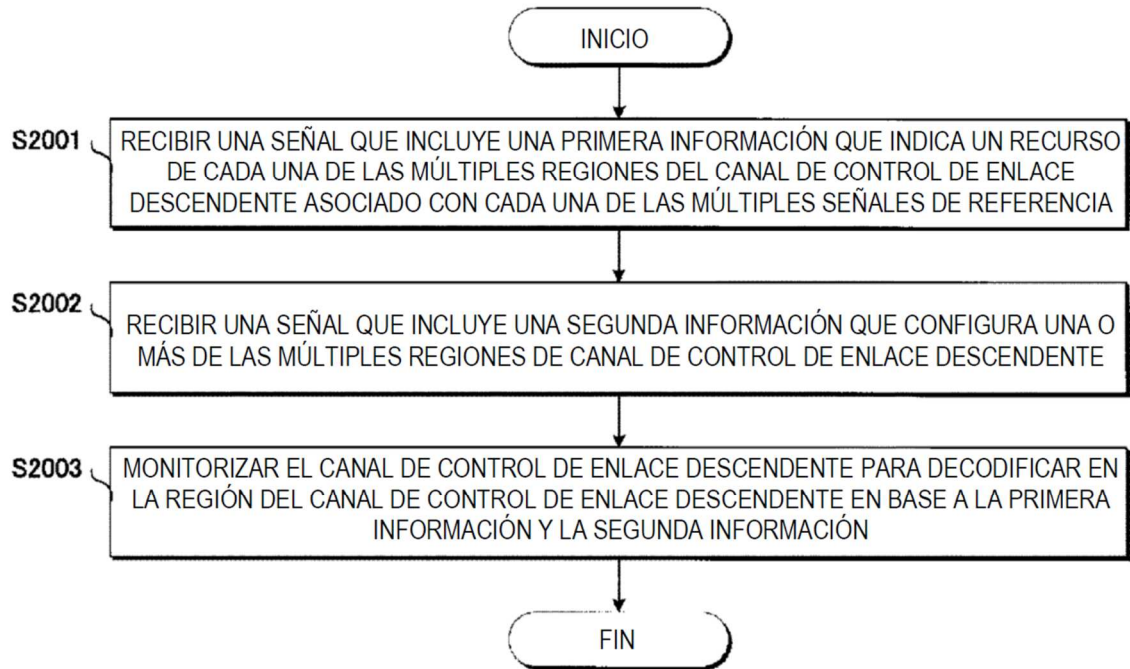 INICIO
S2001
RECIBIR UNA SEÑAL QUE INCLUYE UNA PRIMERA INFORMACIÓN QUE INDICA UN RECURSO
DE CADA UNA DE LAS MÚLTIPLES REGIONES DEL CANAL DE CONTROL DE ENLACE
DESCENDENTE ASOCIADO CON CADA UNA DE LAS MÚLTIPLES SEÑALES DE REFERENCIA
S2002
RECIBIR UNA SEÑAL QUE INCLUYE UNA SEGUNDA INFORMACIÓN QUE CONFIGURA UNA O
MÁS DE LAS MÚLTIPLES REGIONES DE CANAL DE CONTROL DE ENLACE DESCENDENTE
S2003
MONITORIZAR EL CANAL DE CONTROL DE ENLACE DESCENDENTE PARA DECODIFICAR EN
LA REGIÓN DEL CANAL DE CONTROL DE ENLACE DESCENDENTE EN BASE A LA PRIMERA
INFORMACIÓN Y LA SEGUNDA INFORMACIÓN
FIN